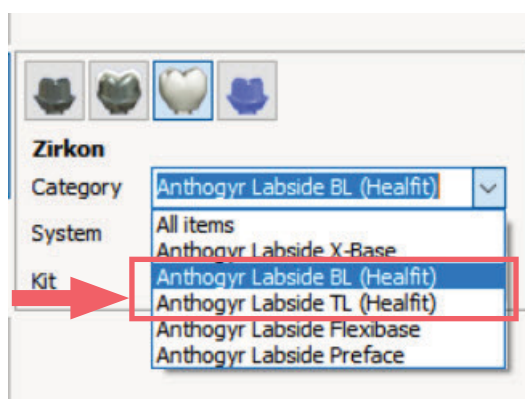 Zirkon
Category Anthogyr Labside BL (Healfit)
System All items
Anthogyr Labside X-Base
Kit Anthogyr Labside BL (Healfit)
Anthogyr Labside TL (Healfit)
Anthogyr Labside Flexibase
Anthogyr Labside Preface